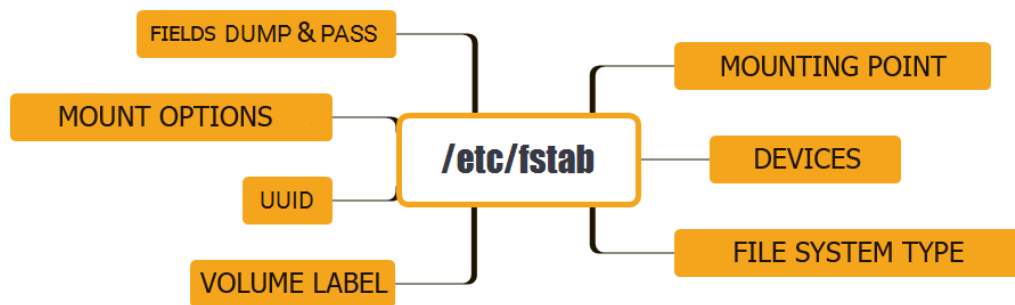 FIELDS DUMP & PASS
MOUNTING POINT
MOUNT OPTIONS
/etc/fstab
DEVICES
UUID
FILE SYSTEM TYPE
VOLUME LABEL